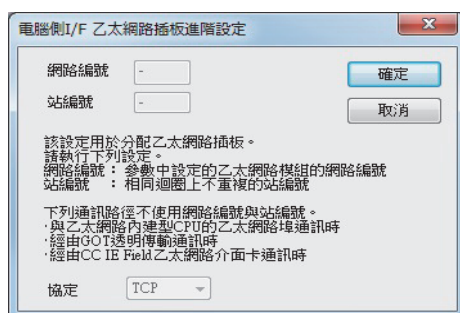 電腦側I/F 乙太網路插板進階設定
網路編號 -
確定
站編號 -
取消
該設定用於分配乙太網路插板。
請執行下列設定。
網路編號： 參數中設定的乙太網路模組的網路編號
站編號 ： 相同迴圈上不重複的站編號
下列通訊路徑不使用網路編號與站編號。
·與乙太網路內建型CPU的乙太網路埠通訊時
·經由GOT透明傳輸通訊時
·經由CC IE Field乙太網路介面卡通訊時
協定 TCP